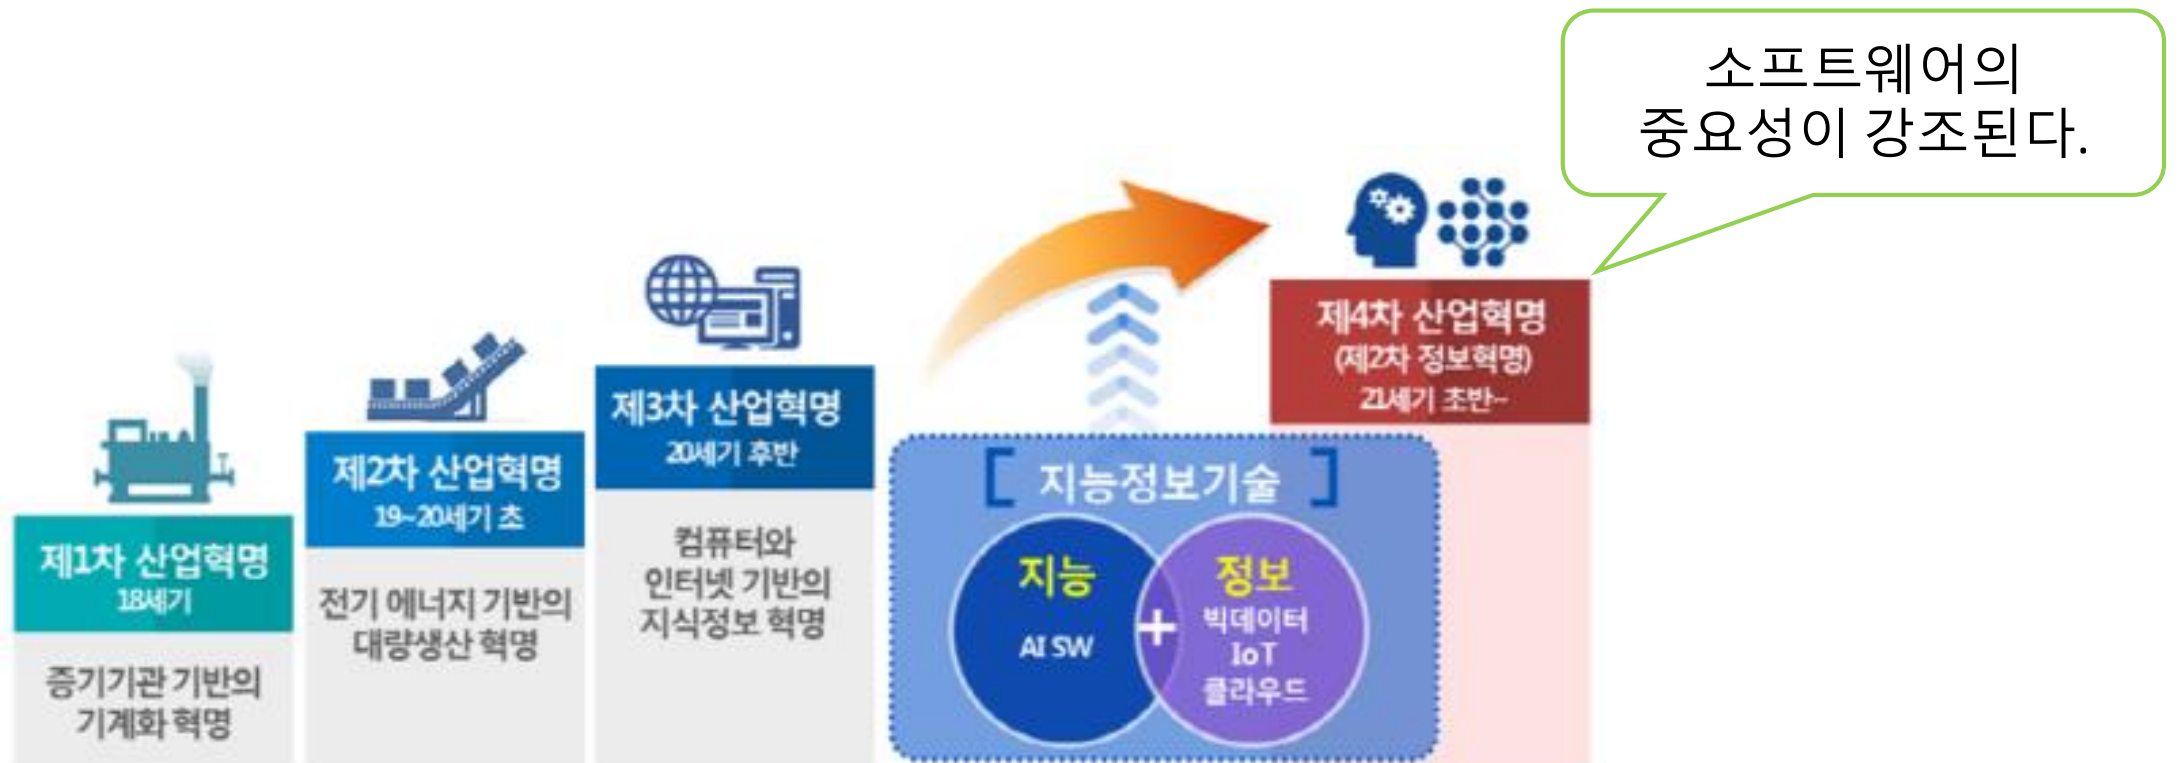 소프트웨어의
중요성이 강조된다.
제1차 산업혁명
18세기
증기기관 기반의
기계화 혁명
제2차 산업혁명
19~20세기 초
전기 에너지 기반의
대량생산 혁명
제3차 산업혁명
20세기 후반
컴퓨터와
인터넷 기반의
지식정보 혁명
[ 지능정보기술 ]
지능
AI SW
+
정보
빅데이터
IoT
클라우드
제4차 산업혁명
(제2차 정보혁명)
21세기 초반~